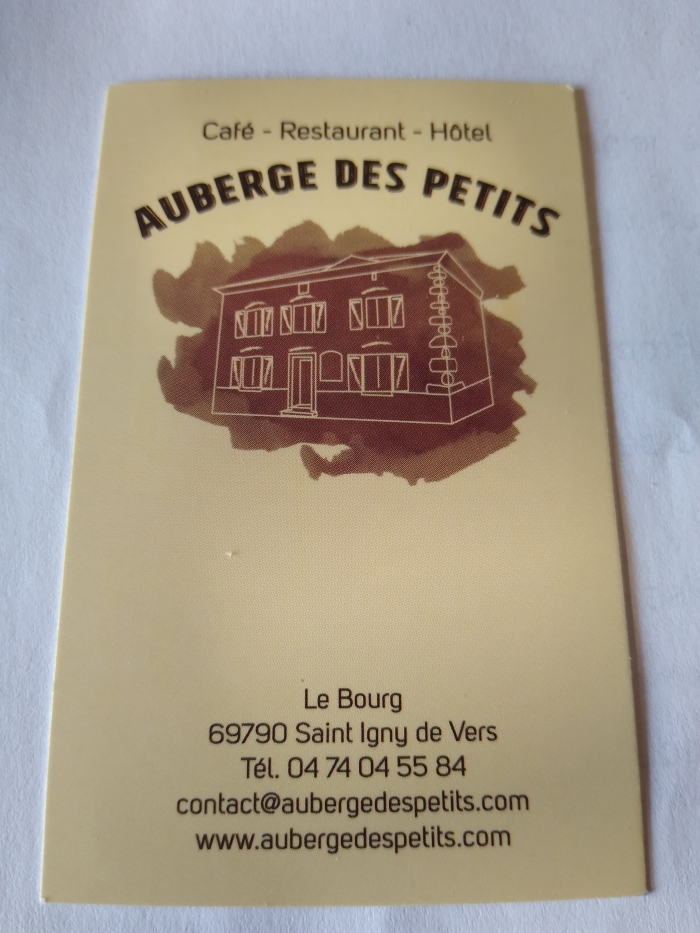 Café - Restaurant - Hôtel
AUBERGE DES PETITS
Le Bourg
69790 Saint Igny de Vers
Tél. 04 74 04 55 84
contact@aubergedespetits.com
www.aubergedespetits.com